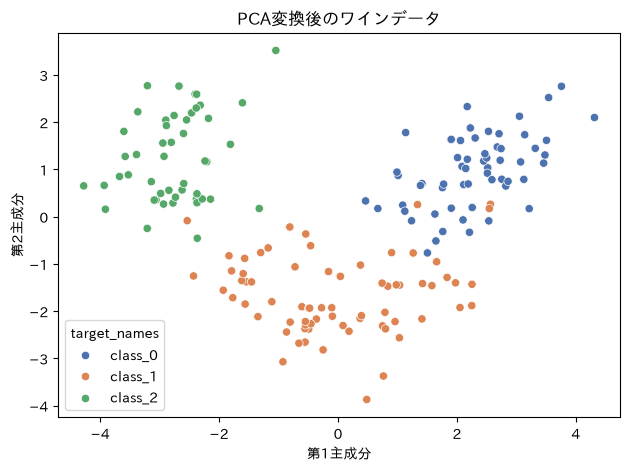 PCA変換後のワインデータ
3
2
1
0
−1
−2
−3
−4
第2主成分
target_names
class_0
class_1
class_2
−4
−2
0
2
4
第1主成分